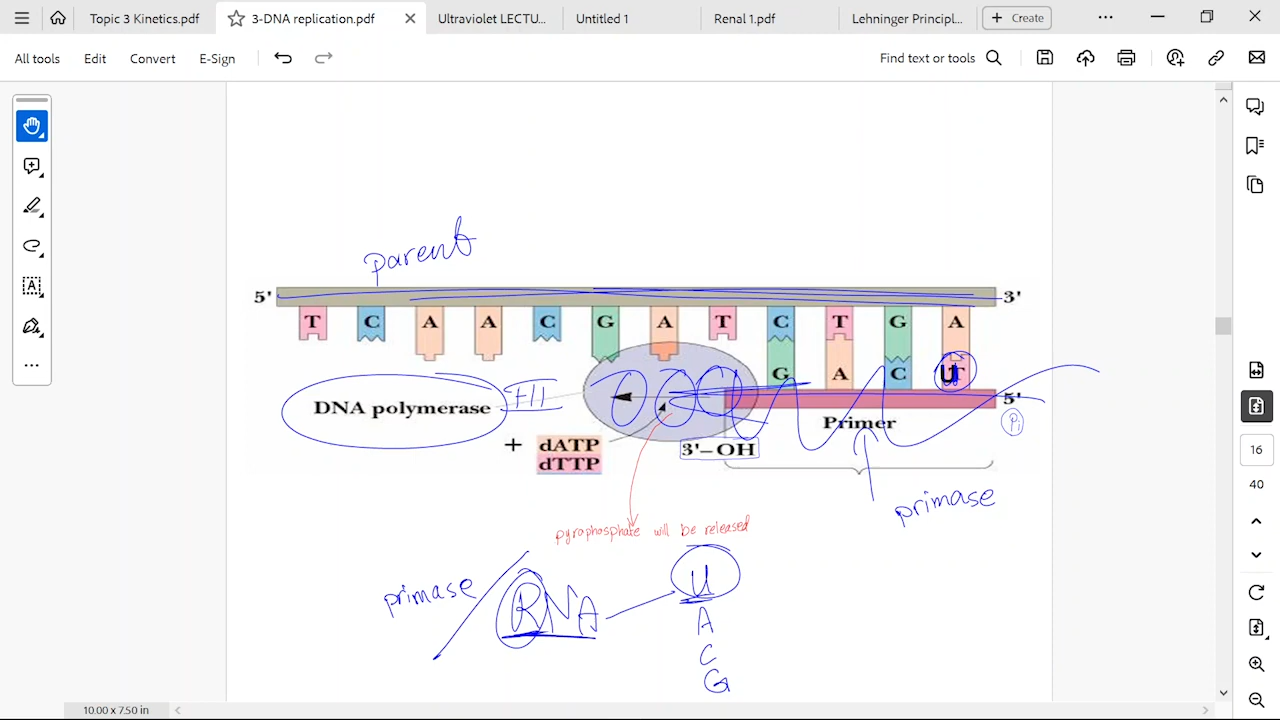 Topic 3 Kinetics.pdf
3-DNA replication.pdf
Ultraviolet LECTU...
Untitled 1
Renal 1.pdf
Lehninger Principl...
Create
All tools
Edit
Convert
E-Sign
Find text or tools
parent
5'
3'
T C A A C G A T C T G A
G A C U
DNA polymerase
5'
Pi
Primer
+ dATP
dTTP
3'–OH
primase
pyrophosphate will be released
primase
RNA
U
A
C
G
16
40
10.00 x 7.50 in